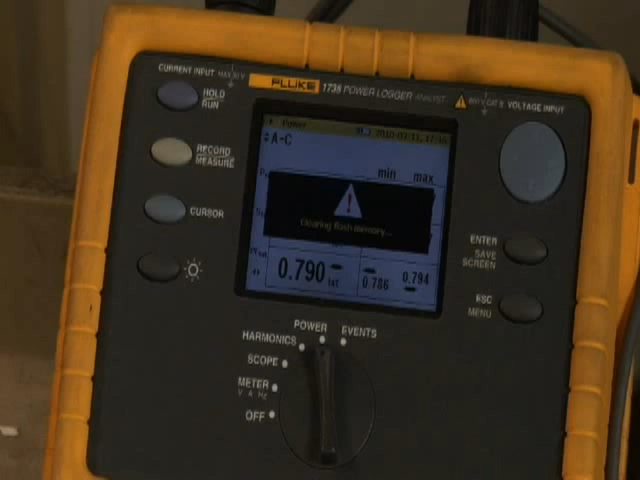 CURRENT INPUT
FLUKE 1735 POWER LOGGER ANALYST
VOLTAGE INPUT
HOLD
RUN
Power
A-C
RECORD
MEASURE
min max
CURSOR
Clearing flash memory...
ENTER
SAVE
SCREEN
0.790
0.786
0.794
ESC
MENU
POWER
EVENTS
HARMONICS
SCOPE
METER
V A Hz
OFF